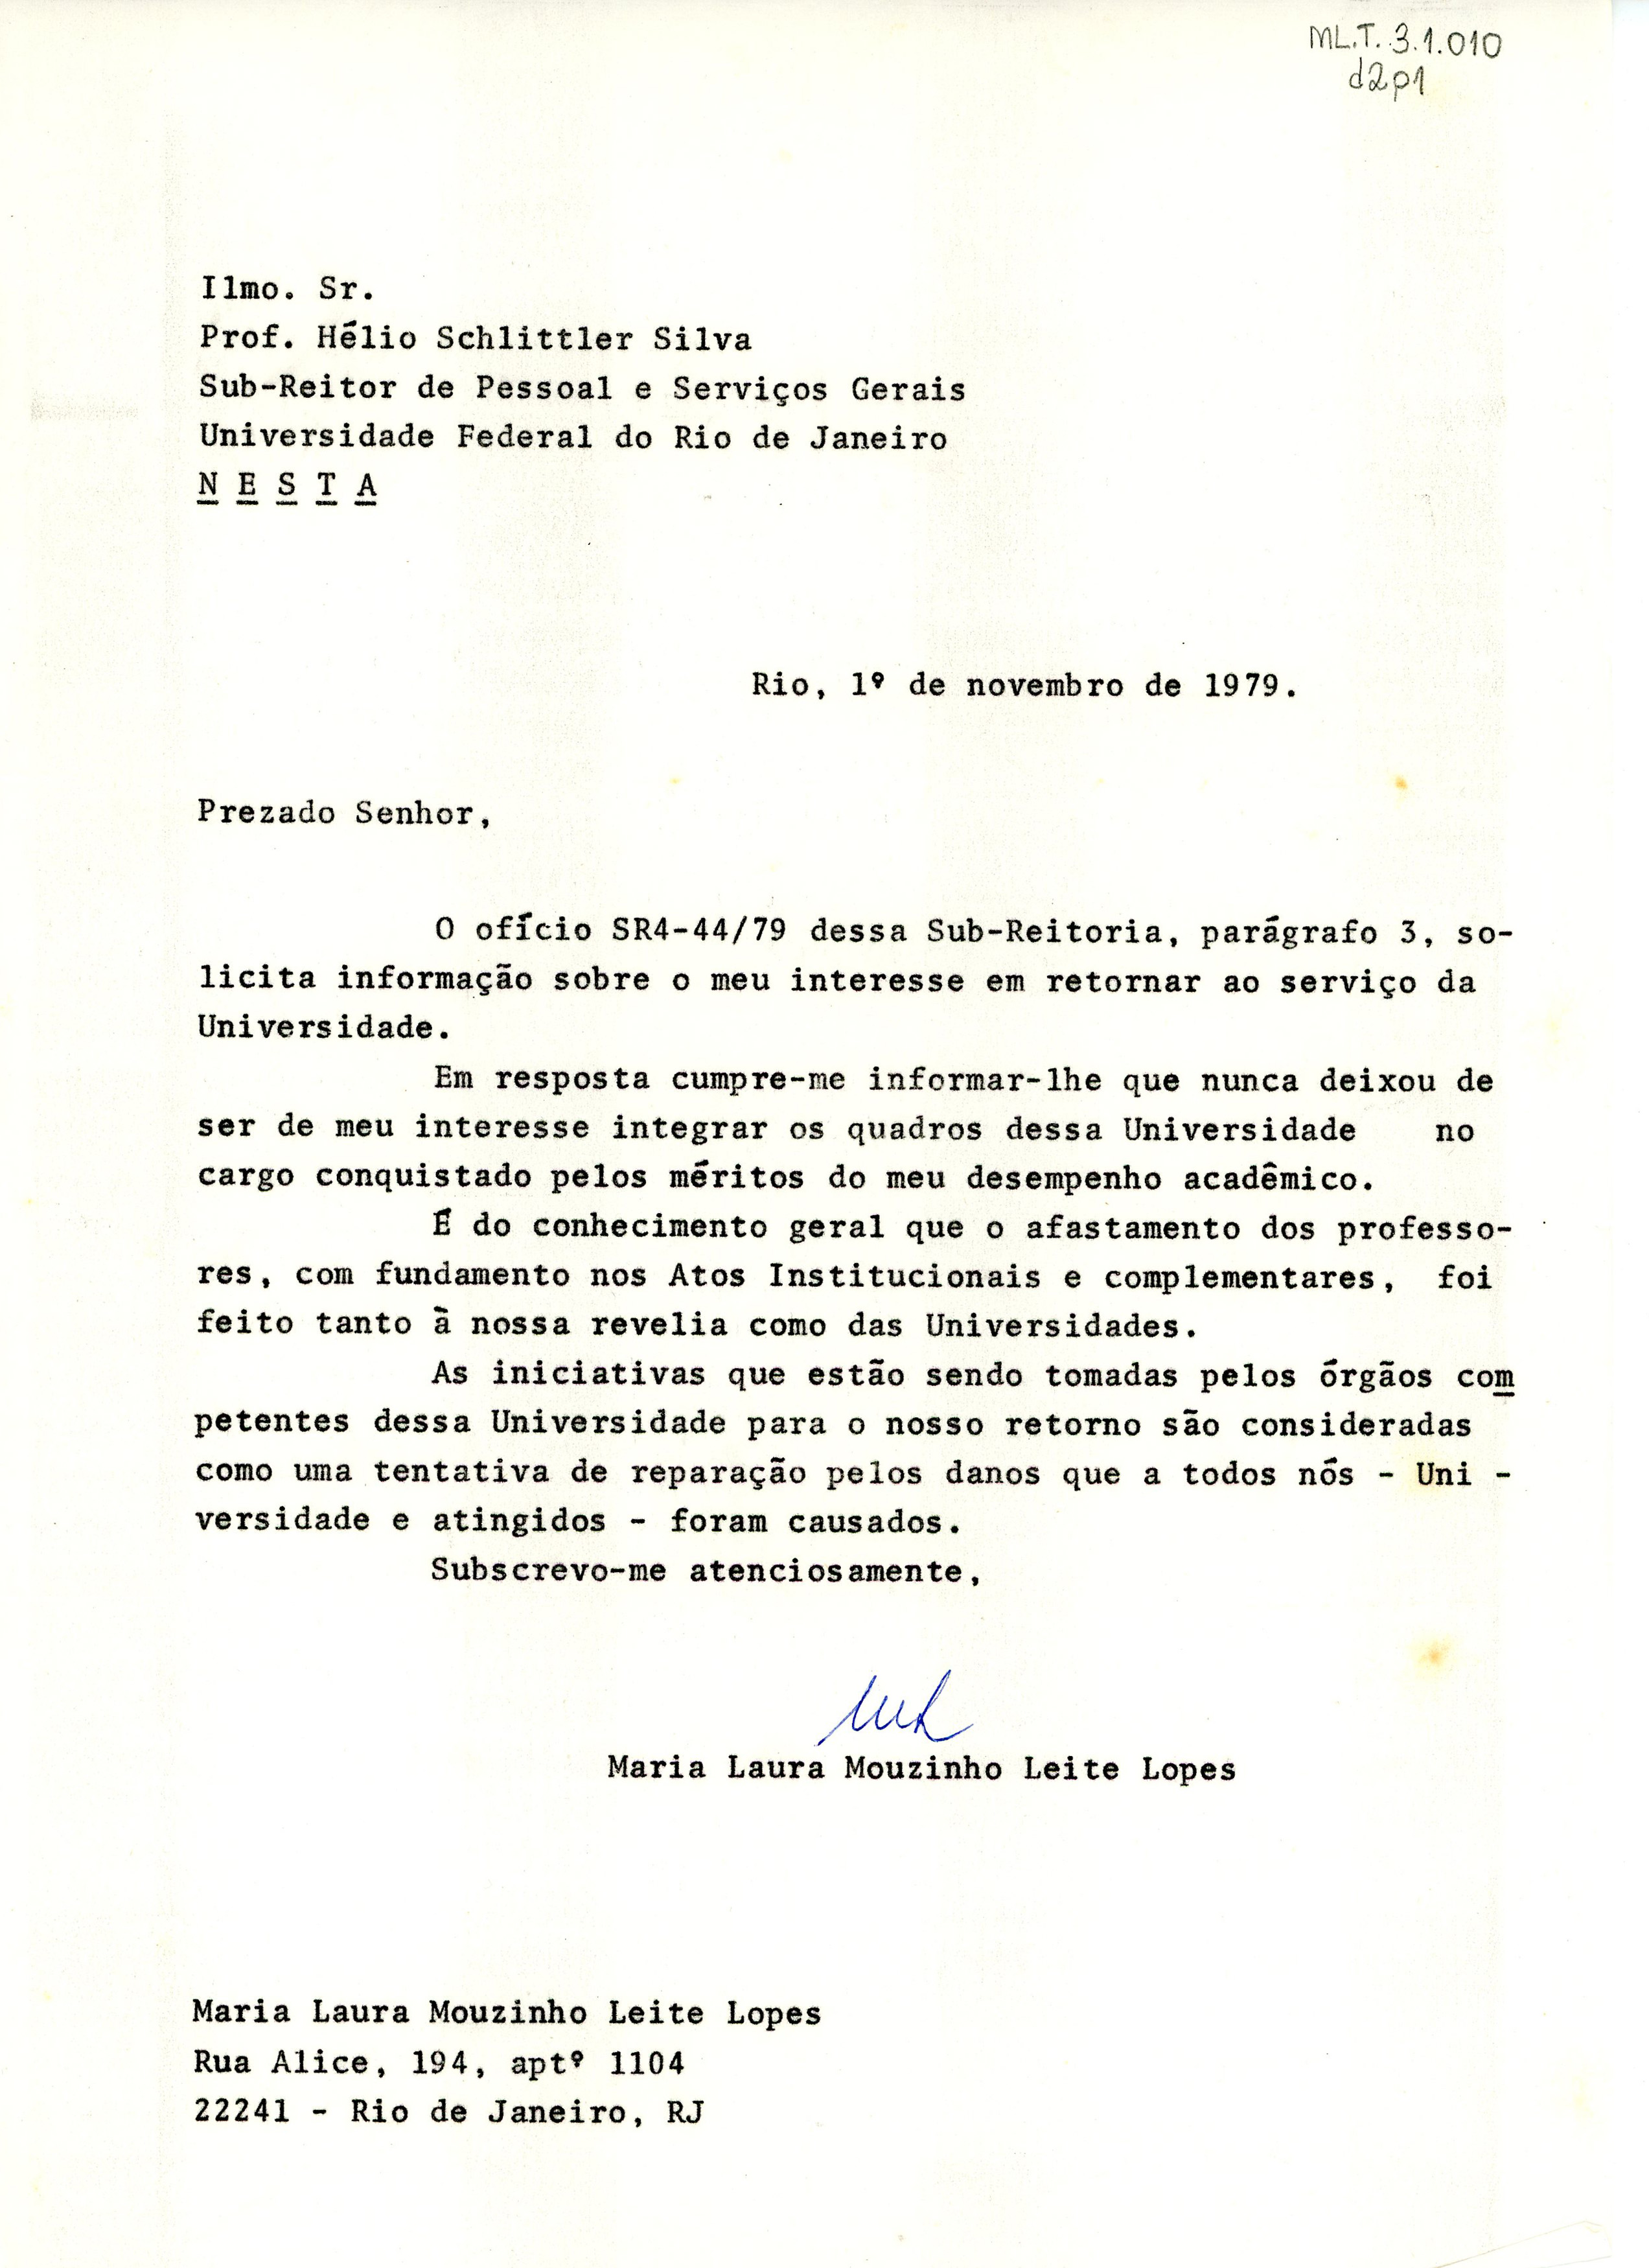 ML.T. 3.1.010
d2p1
Ilmo. Sr.
Prof. Hélio Schlittler Silva
Sub-Reitor de Pessoal e Serviços Gerais
Universidade Federal do Rio de Janeiro
N E S T A
Rio, 1º de novembro de 1979.
Prezado Senhor,
O ofício SR4-44/79 dessa Sub-Reitoria, parágrafo 3, so-
licita informação sobre o meu interesse em retornar ao serviço da
Universidade.
Em resposta cumpre-me informar-lhe que nunca deixou de
ser de meu interesse integrar os quadros dessa Universidade no
cargo conquistado pelos méritos do meu desempenho acadêmico.
É do conhecimento geral que o afastamento dos professo-
res, com fundamento nos Atos Institucionais e complementares, foi
feito tanto à nossa revelia como das Universidades.
As iniciativas que estão sendo tomadas pelos órgãos com
petentes dessa Universidade para o nosso retorno são consideradas
como uma tentativa de reparação pelos danos que a todos nós - Uni -
versidade e atingidos - foram causados.
Subscrevo-me atenciosamente,
Maria Laura Mouzinho Leite Lopes
Maria Laura Mouzinho Leite Lopes
Rua Alice, 194, aptº 1104
22241 - Rio de Janeiro, RJ